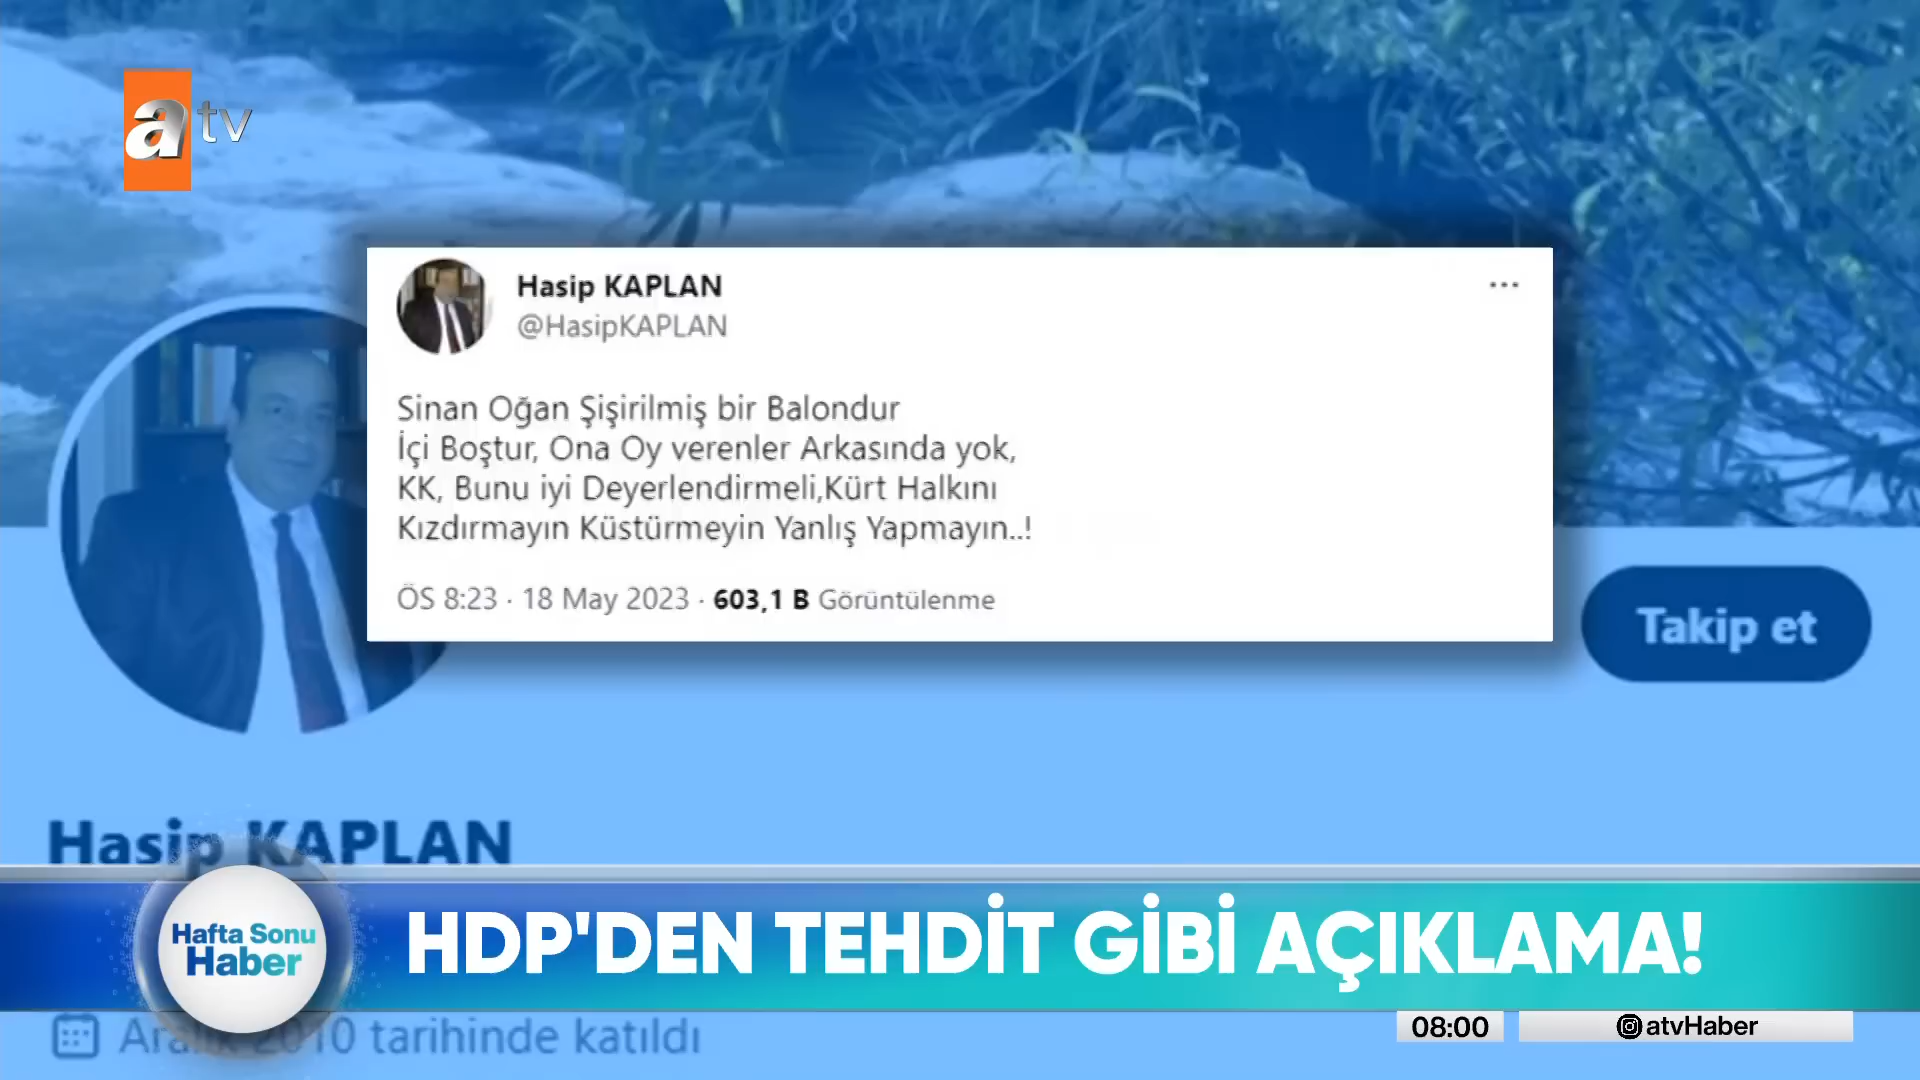 atv
Hasip KAPLAN
@HasipKAPLAN
Sinan Oğan Şişirilmiş bir Balondur
İçi Boştur, Ona Oy verenler Arkasında yok,
KK, Bunu iyi Deyerlendirmeli,Kürt Halkını
Kızdırmayın Küstürmeyin Yanlış Yapmayın..!
ÖS 8:23 · 18 May 2023 · 603,1 B Görüntülenme
Takip et
Hasip KAPLAN
Hafta Sonu
Haber
HDP'DEN TEHDİT GİBİ AÇIKLAMA!
Aralık 2010 tarihinde katıldı
08:00
atvHaber